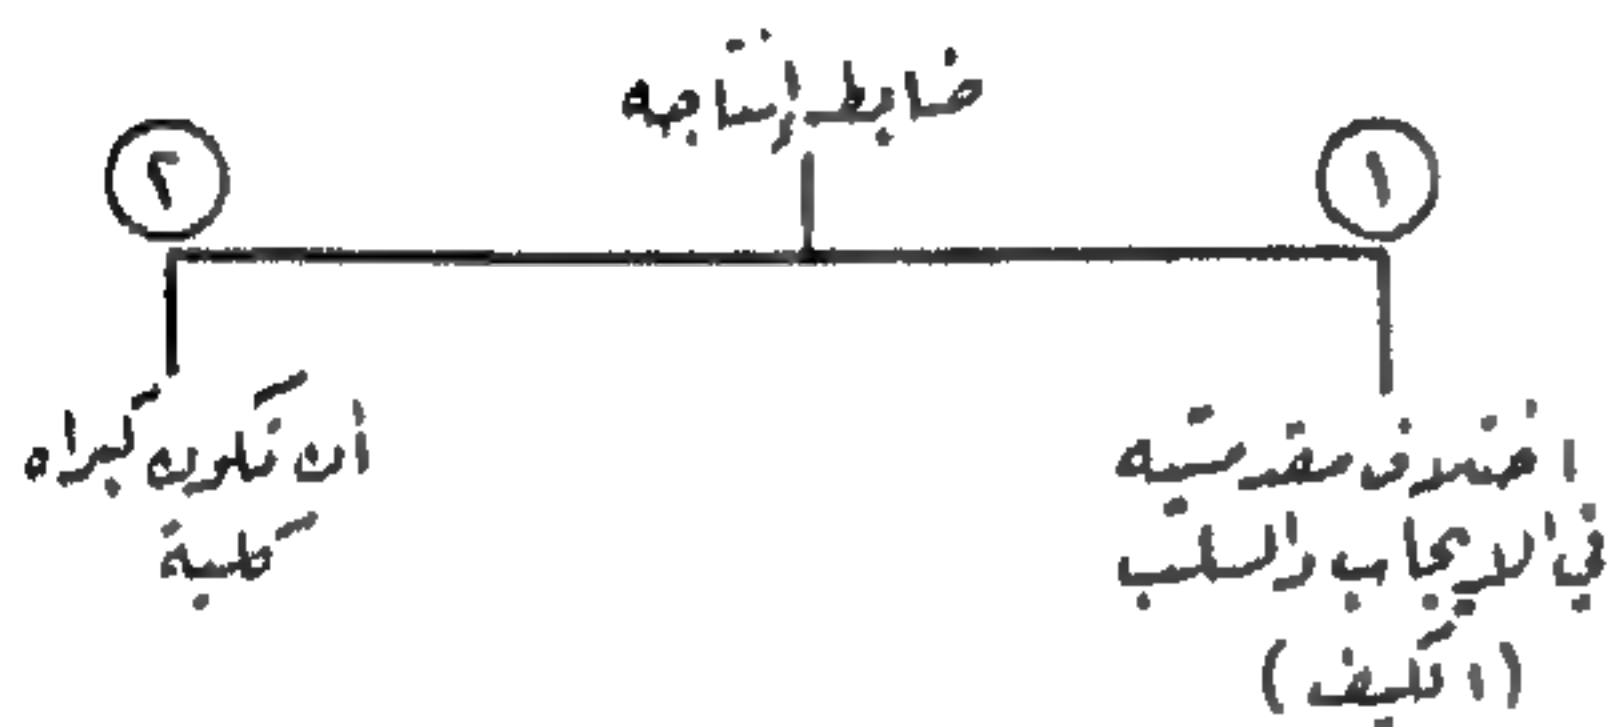 ضابط إنتاجه
١
اختلاف مقدمتيه
في الإيجاب والسلب
(الكيف)
٢
أن تكون كبراه
كلية